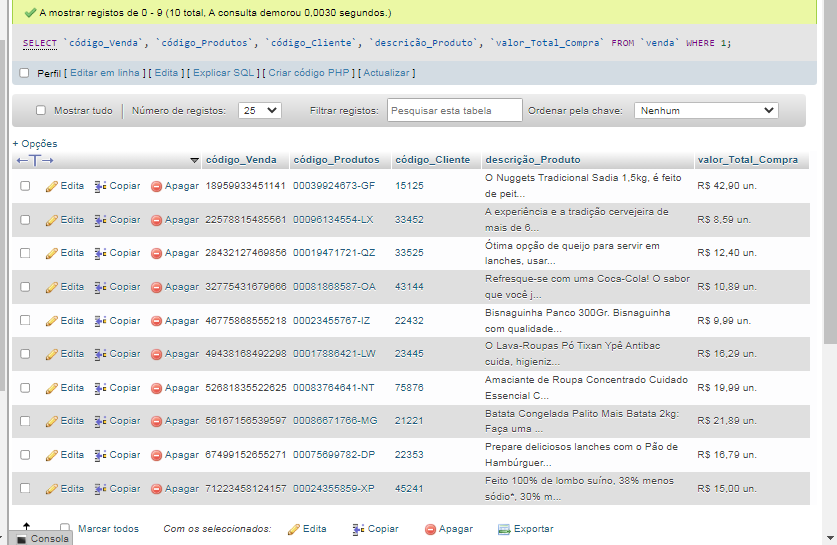 A mostrar registos de 0 - 9 (10 total, A consulta demorou 0,0030 segundos.)
SELECT `código_Venda`, `código_Produtos`, `código_Cliente`, `descrição_Produto`, `valor_Total_Compra` FROM `venda` WHERE 1;
Perfil [ Editar em linha ] [ Edita ] [ Explicar SQL ] [ Criar código PHP ] [ Actualizar ]
Mostrar tudo | Número de registos: 25 Filtrar registos: Pesquisar esta tabela Ordenar pela chave: Nenhum
+ Opções
←T→ código_Venda código_Produtos código_Cliente descrição_Produto valor_Total_Compra
Edita Copiar Apagar 18959933451141 00039924673-GF 15125 O Nuggets Tradicional Sadia 1,5kg, é feito R$ 42,90 un.
de peit...
Edita Copiar Apagar 22578815485561 00096134554-LX 33452 A experiência e a tradição cervejeira de R$ 8,59 un.
mais de 6...
Edita Copiar Apagar 28432127469856 00019471721-QZ 33525 Ótima opção de queijo para servir em R$ 12,40 un.
lanches, usar...
Edita Copiar Apagar 32775431679666 00081868587-OA 43144 Refresque-se com uma Coca-Cola! O sabor R$ 10,89 un.
que você j...
Edita Copiar Apagar 46775868555218 00023455767-IZ 22432 Bisnaguinha Panco 300Gr. Bisnaguinha R$ 9,99 un.
com qualidade...
Edita Copiar Apagar 49438168492298 00017886421-LW 23445 O Lava-Roupas Pó Tixan Ypê Antibac R$ 16,29 un.
cuida, higieniz...
Edita Copiar Apagar 52681835522625 00083764641-NT 75876 Amaciante de Roupa Concentrado Cuidado R$ 19,99 un.
Essencial C...
Edita Copiar Apagar 56167156539597 00086671766-MG 21221 Batata Congelada Palito Mais Batata 2kg: R$ 21,89 un.
Faça uma ...
Edita Copiar Apagar 67499152655271 00075699782-DP 22353 Prepare deliciosos lanches com o Pão de R$ 16,79 un.
Hambúrguer...
Edita Copiar Apagar 71223458124157 00024355859-XP 45241 Feito 100% de lombo suíno, 38% menos R$ 15,00 un.
sódio*, 30% m...
Marcar todos Com os seleccionados: Edita Copiar Apagar Exportar
Consola